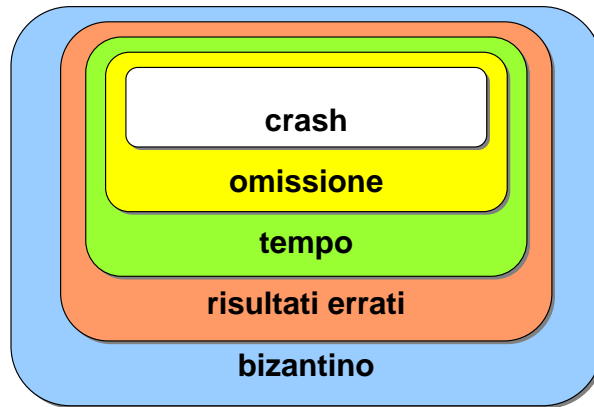 crash
omissione
tempo
risultati errati
bizantino